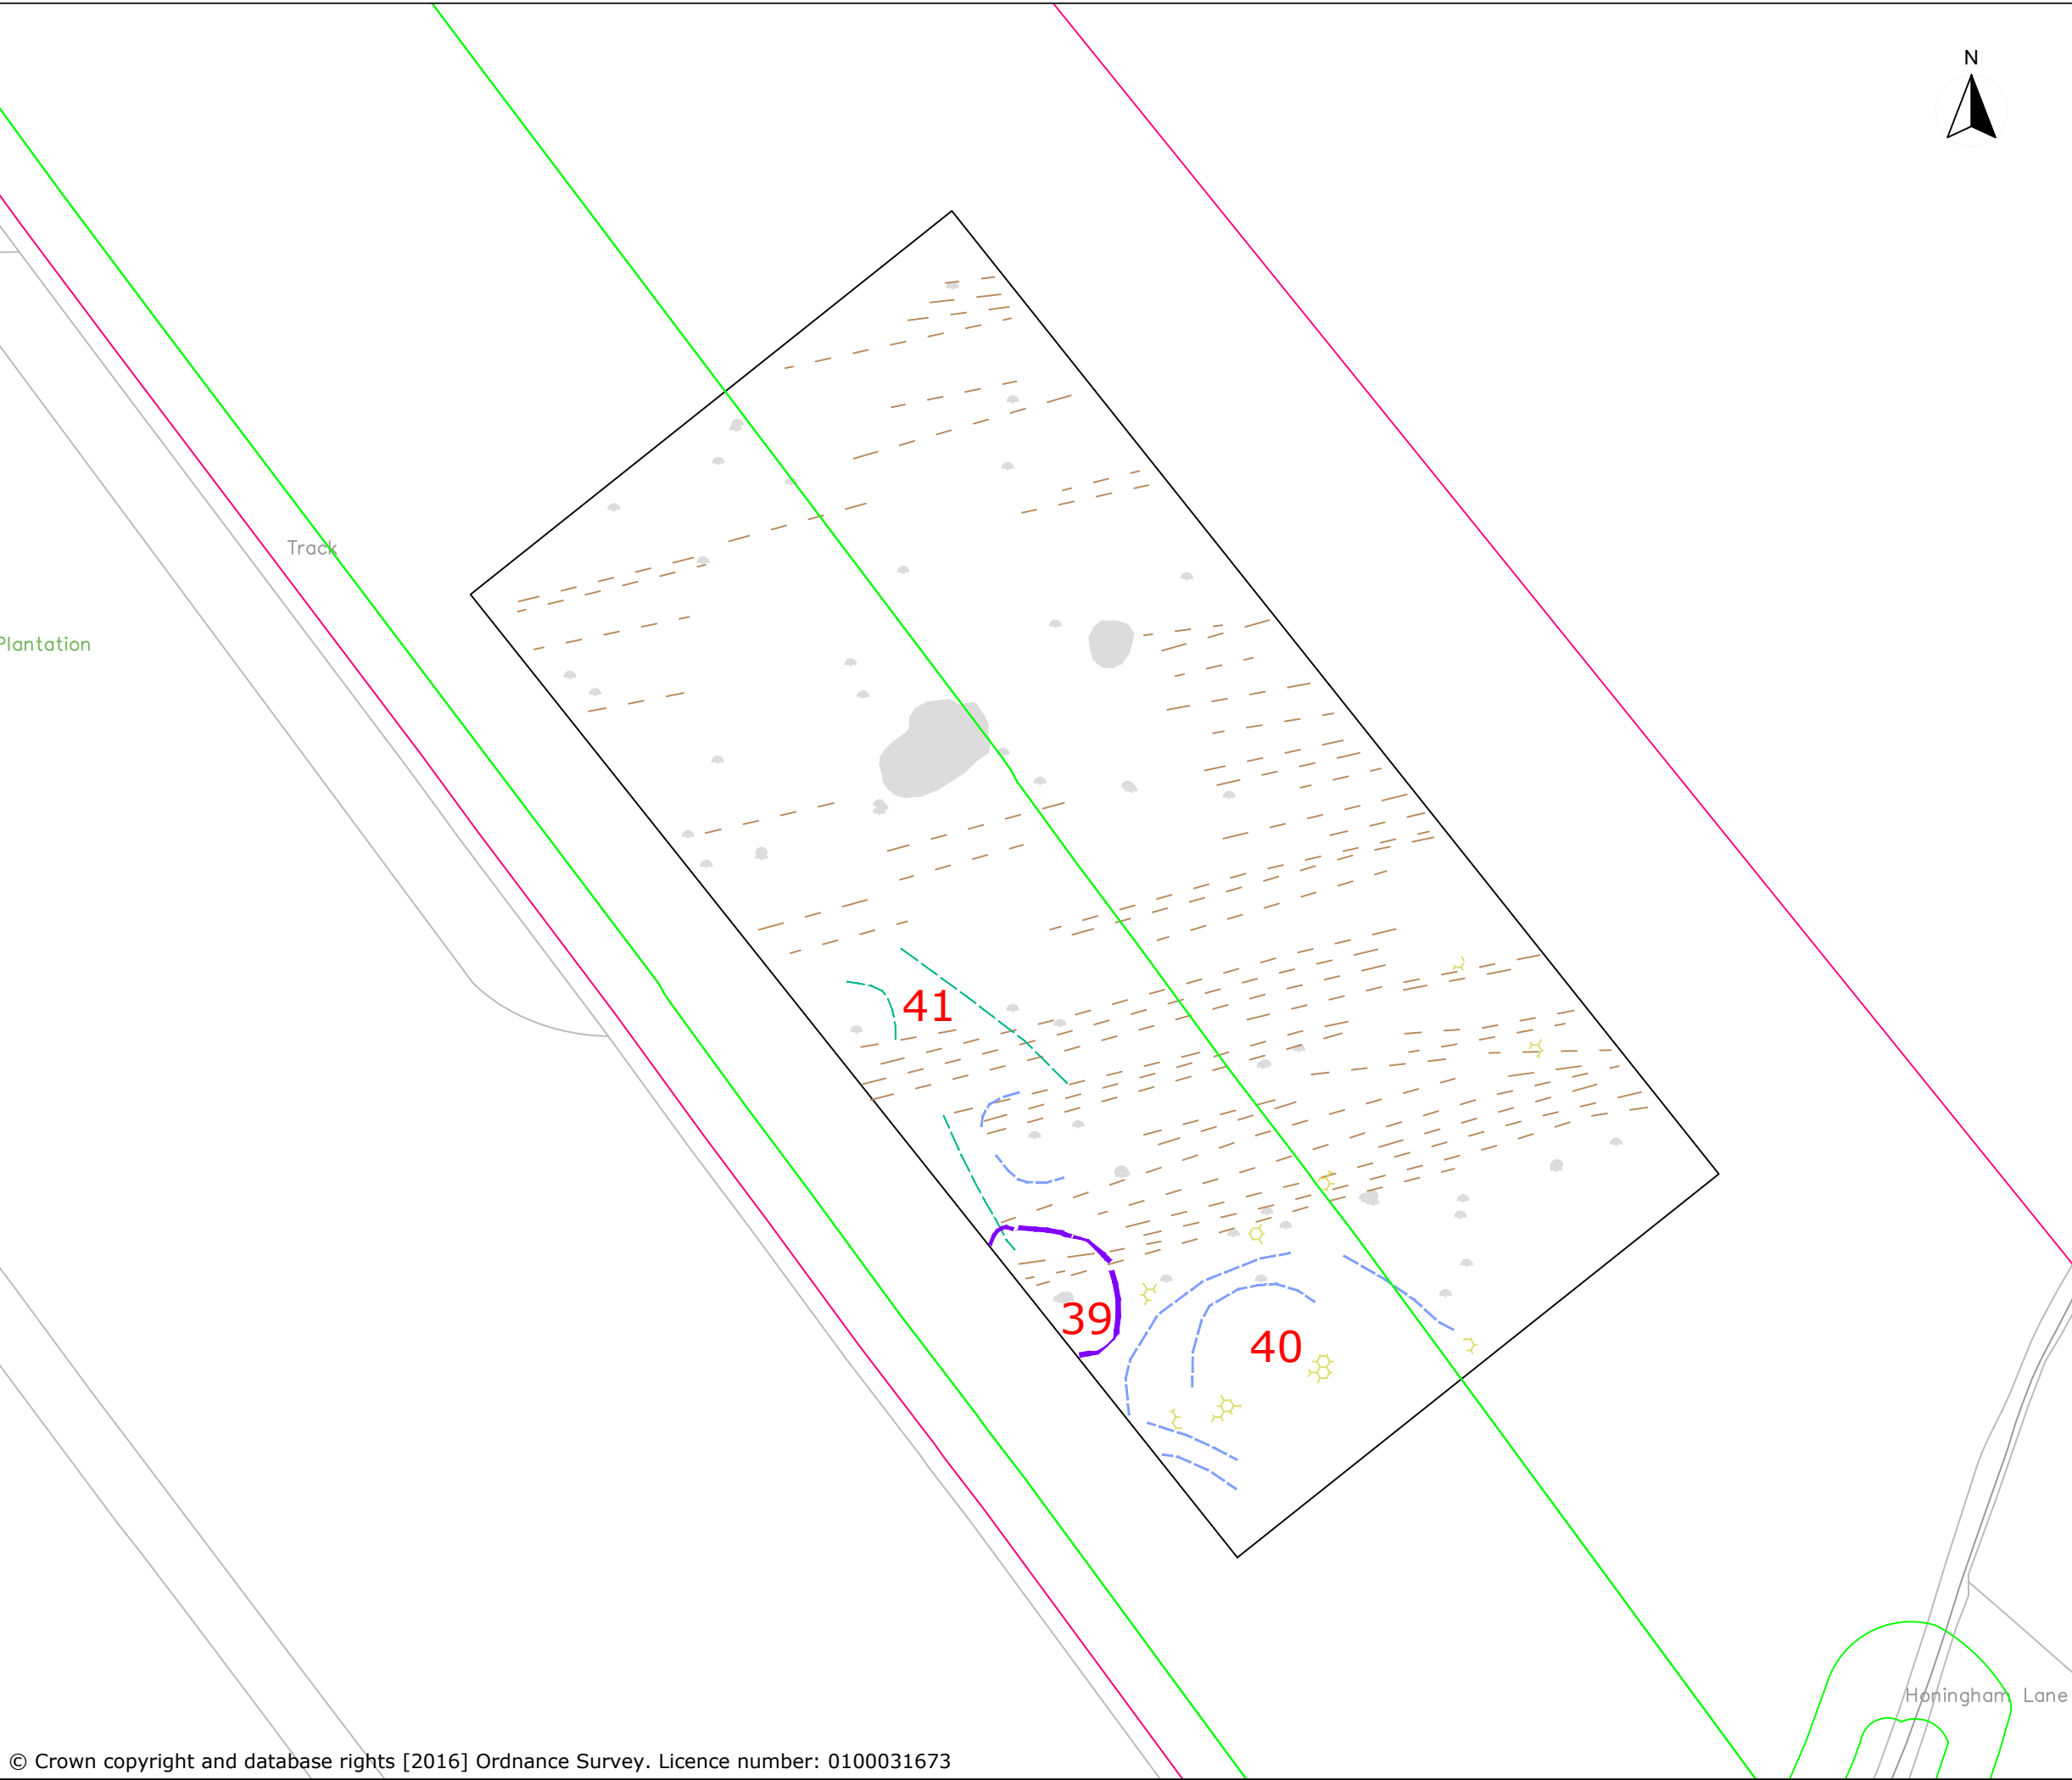 N
Track
Plantation
41
39
40
Honingham Lane
© Crown copyright and database rights [2016] Ordnance Survey. Licence number: 0100031673